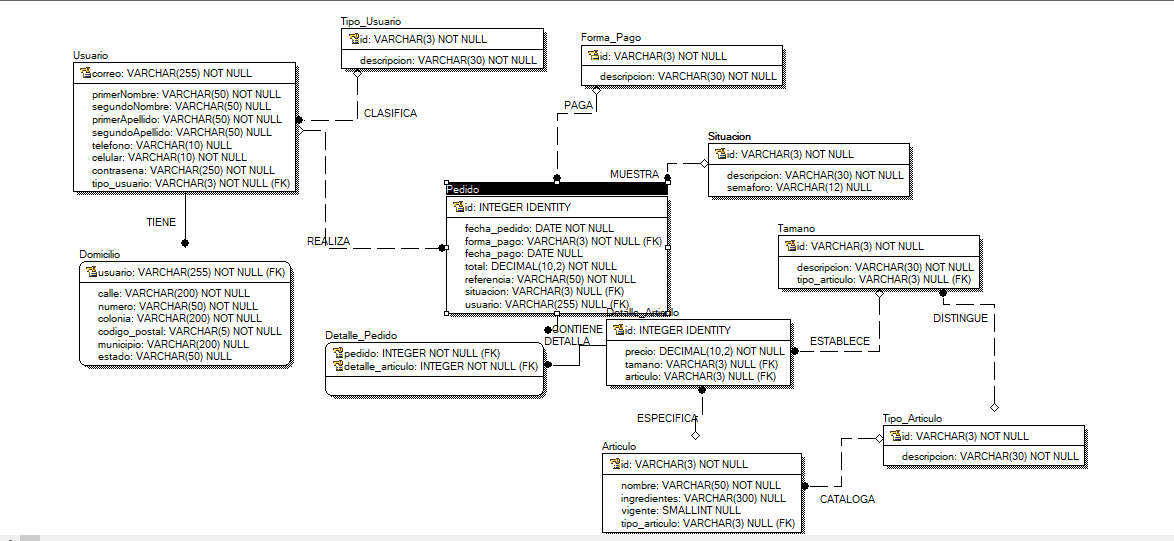 Tipo_Usuario
id: VARCHAR(3) NOT NULL
descripcion: VARCHAR(30) NOT NULL
Forma_Pago
id: VARCHAR(3) NOT NULL
descripcion: VARCHAR(30) NOT NULL
Usuario
correo: VARCHAR(255) NOT NULL
primerNombre: VARCHAR(50) NOT NULL
segundoNombre: VARCHAR(50) NULL
primerApellido: VARCHAR(50) NOT NULL
segundoApellido: VARCHAR(50) NULL
telefono: VARCHAR(10) NULL
celular: VARCHAR(10) NOT NULL
contrasena: VARCHAR(250) NOT NULL
tipo_usuario: VARCHAR(3) NOT NULL (FK)
CLASIFICA
PAGA
Situacion
id: VARCHAR(3) NOT NULL
descripcion: VARCHAR(30) NOT NULL
semaforo: VARCHAR(12) NULL
MUESTRA
Pedido
id: INTEGER IDENTITY
fecha_pedido: DATE NOT NULL
forma_pago: VARCHAR(3) NOT NULL (FK)
fecha_pago: DATE NULL
total: DECIMAL(10,2) NOT NULL
referencia: VARCHAR(50) NOT NULL
situacion: VARCHAR(3) NULL (FK)
usuario: VARCHAR(255) NULL (FK)
TIENE
REALIZA
Domicilio
usuario: VARCHAR(255) NOT NULL (FK)
calle: VARCHAR(200) NOT NULL
numero: VARCHAR(50) NOT NULL
colonia: VARCHAR(200) NOT NULL
codigo_postal: VARCHAR(5) NOT NULL
municipio: VARCHAR(200) NULL
estado: VARCHAR(50) NULL
Tamano
id: VARCHAR(3) NOT NULL
descripcion: VARCHAR(30) NOT NULL
tipo_articulo: VARCHAR(3) NULL (FK)
DISTINGUE
ESTABLECE
Detalle_Articulo
id: INTEGER IDENTITY
precio: DECIMAL(10,2) NOT NULL
tamano: VARCHAR(3) NULL (FK)
articulo: VARCHAR(3) NULL (FK)
CONTIENE
DETALLA
Detalle_Pedido
pedido: INTEGER NOT NULL (FK)
detalle_articulo: INTEGER NOT NULL (FK)
ESPECIFICA
Tipo_Articulo
id: VARCHAR(3) NOT NULL
descripcion: VARCHAR(30) NOT NULL
Articulo
id: VARCHAR(3) NOT NULL
nombre: VARCHAR(50) NOT NULL
ingredientes: VARCHAR(300) NULL
vigente: SMALLINT NULL
tipo_articulo: VARCHAR(3) NULL (FK)
CATALOGA